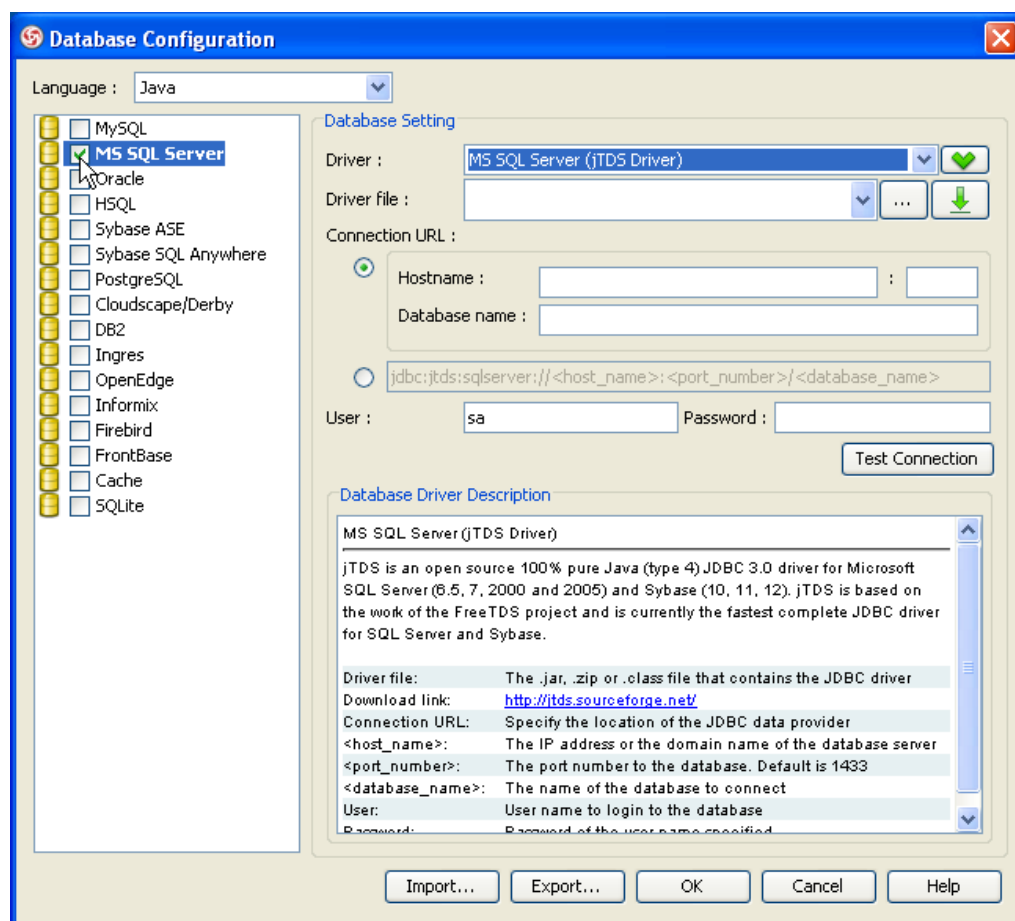 Database Configuration
Language : Java
MySQL
MS SQL Server
Oracle
HSQL
Sybase ASE
Sybase SQL Anywhere
PostgreSQL
Cloudscape/Derby
DB2
Ingres
OpenEdge
Informix
Firebird
FrontBase
Cache
SQLite
Database Setting
Driver : MS SQL Server (jTDS Driver)
Driver file : ...
Connection URL :
Hostname : :
Database name :
jdbc:jtds:sqlserver://<host_name>:<port_number>/<database_name>
User : sa Password :
Test Connection
Database Driver Description
MS SQL Server (jTDS Driver)
jTDS is an open source 100% pure Java (type 4) JDBC 3.0 driver for Microsoft
SQL Server (6.5, 7, 2000 and 2005) and Sybase (10, 11, 12). jTDS is based on
the work of the FreeTDS project and is currently the fastest complete JDBC driver
for SQL Server and Sybase.
Driver file: The .jar, .zip or .class file that contains the JDBC driver
Download link: http://jtds.sourceforge.net/
Connection URL: Specify the location of the JDBC data provider
<host_name>: The IP address or the domain name of the database server
<port_number>: The port number to the database. Default is 1433
<database_name>: The name of the database to connect
User: User name to login to the database
Password: Password of the user name specified
Import... Export... OK Cancel Help